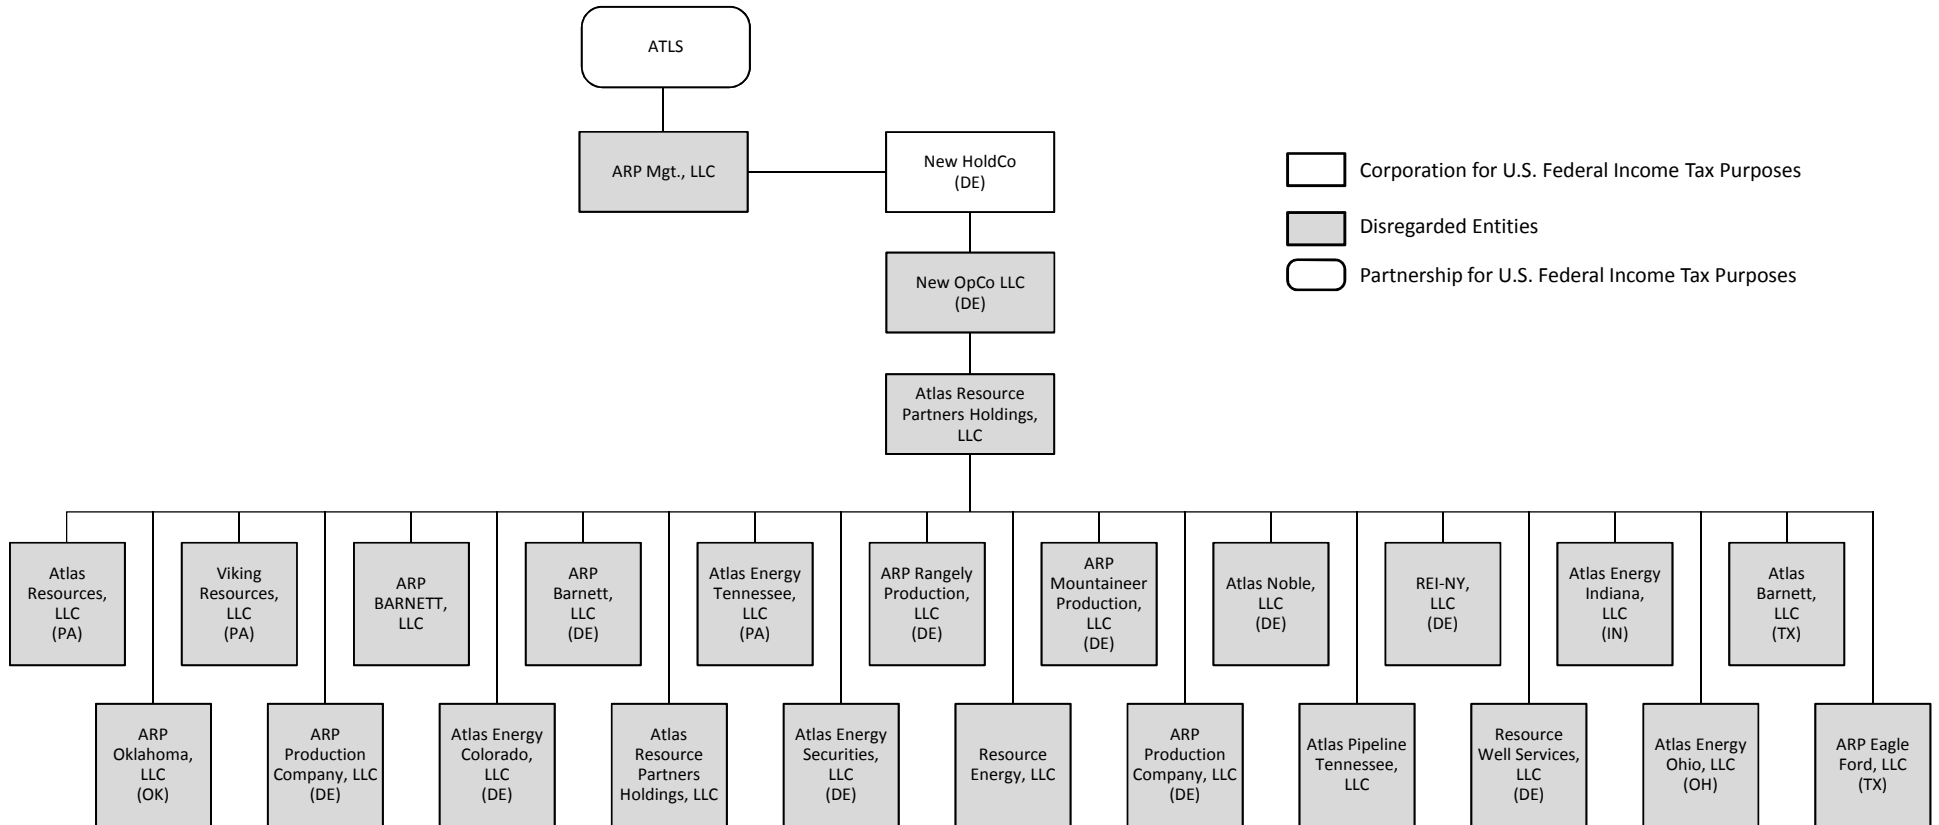 ATLS
ARP Mgt., LLC
New HoldCo
(DE)
Corporation for U.S. Federal Income Tax Purposes
Disregarded Entities
Partnership for U.S. Federal Income Tax Purposes
New OpCo LLC
(DE)
Atlas Resource
Partners Holdings,
LLC
Atlas
Resources,
LLC
(PA)
Viking
Resources,
LLC
(PA)
ARP
BARNETT,
LLC
ARP
Barnett,
LLC
(DE)
Atlas Energy
Tennessee,
LLC
(PA)
ARP Rangely
Production,
LLC
(DE)
ARP
Mountaineer
Production,
LLC
(DE)
Atlas Noble,
LLC
(DE)
REI-NY,
LLC
(DE)
Atlas Energy
Indiana,
LLC
(IN)
Atlas
Barnett,
LLC
(TX)
ARP
Oklahoma,
LLC
(OK)
ARP
Production
Company, LLC
(DE)
Atlas Energy
Colorado,
LLC
(DE)
Atlas
Resource
Partners
Holdings, LLC
Atlas Energy
Securities,
LLC
(DE)
Resource
Energy, LLC
ARP
Production
Company, LLC
(DE)
Atlas Pipeline
Tennessee,
LLC
Resource
Well Services,
LLC
(DE)
Atlas Energy
Ohio, LLC
(OH)
ARP Eagle
Ford, LLC
(TX)